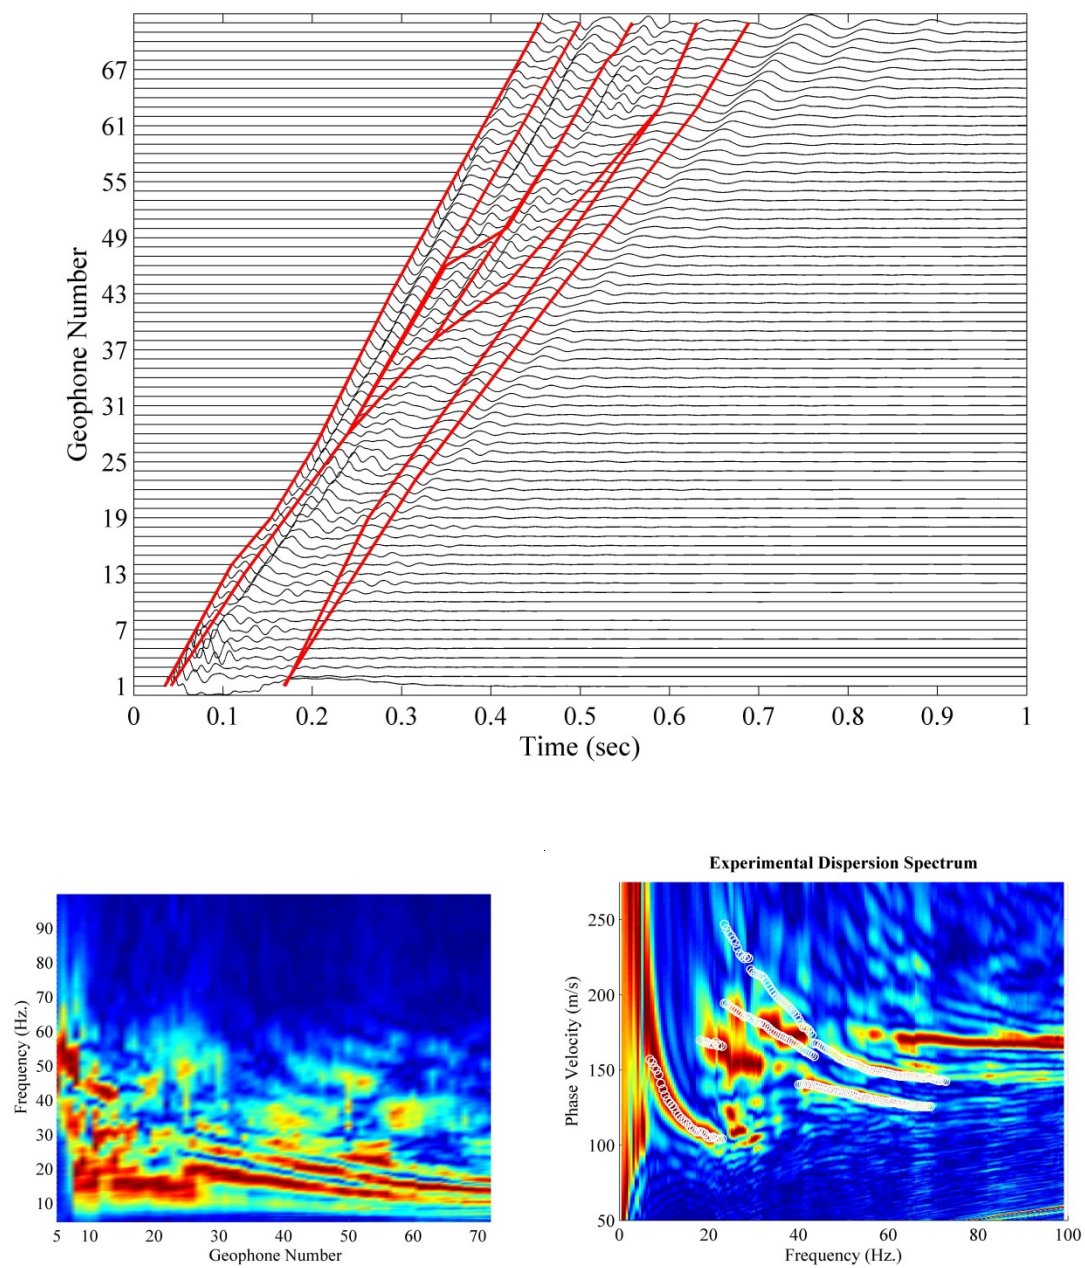 67
61
55
49
43
37
31
25
19
13
7
1
Geophone Number
0 0.1 0.2 0.3 0.4 0.5 0.6 0.7 0.8 0.9 1
Time (sec)
90
80
70
60
50
40
30
20
10
Frequency (Hz.)
5 10 20 30 40 50 60 70
Geophone Number
Experimental Dispersion Spectrum
250
200
150
100
50
Phase Velocity (m/s)
0 20 40 60 80 100
Frequency (Hz.)